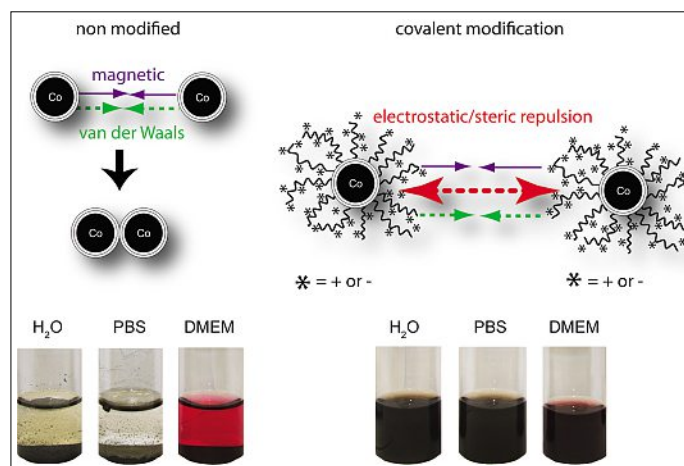 non modified
magnetic
Co
Co
van der Waals
Co
Co
H₂O
PBS
DMEM
covalent modification
electrostatic/steric repulsion
Co
Co
* = + or -
* = + or -
H₂O
PBS
DMEM